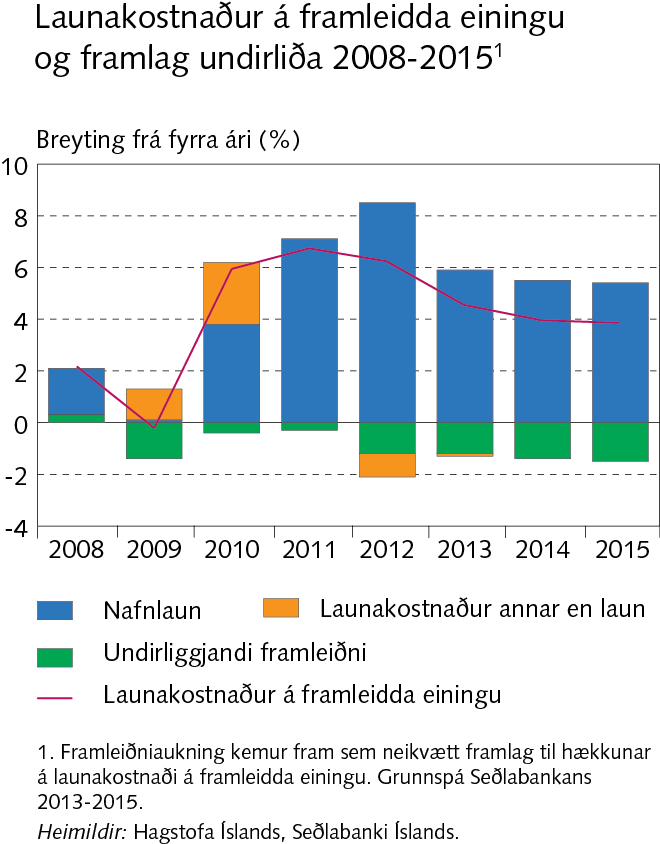 Launakostnaður á framleidda einingu
og framlag undirliða 2008-2015¹
Breyting frá fyrra ári (%)
10
8
6
4
2
0
-2
-4
2008 2009 2010 2011 2012 2013 2014 2015
Nafnlaun
Launakostnaður annar en laun
Undirliggjandi framleiðni
Launakostnaður á framleidda einingu
1. Framleiðniaukning kemur fram sem neikvætt framlag til hækkunar
á launakostnaði á framleidda einingu. Grunnspá Seðlabankans
2013-2015.
Heimildir: Hagstofa Íslands, Seðlabanki Íslands.